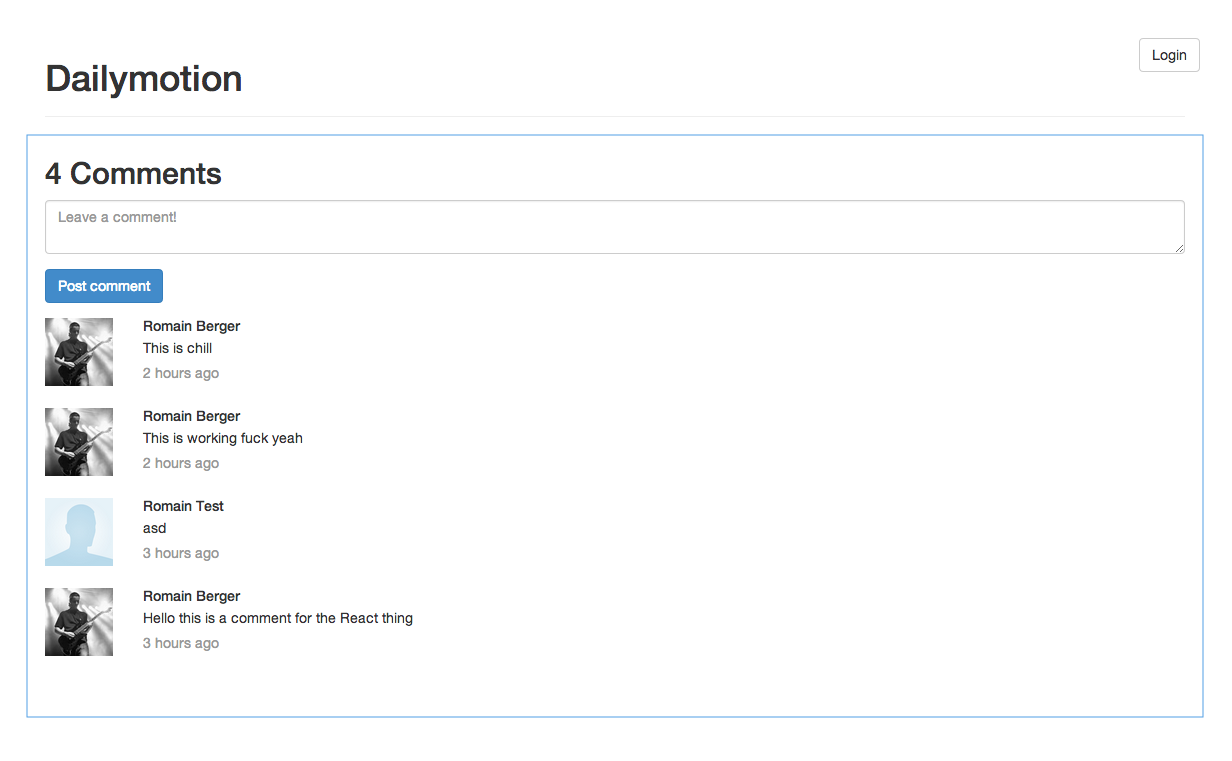 Login
Dailymotion
4 Comments
Leave a comment!
Post comment
Romain Berger
This is chill
2 hours ago
Romain Berger
This is working fuck yeah
2 hours ago
Romain Test
asd
3 hours ago
Romain Berger
Hello this is a comment for the React thing
3 hours ago